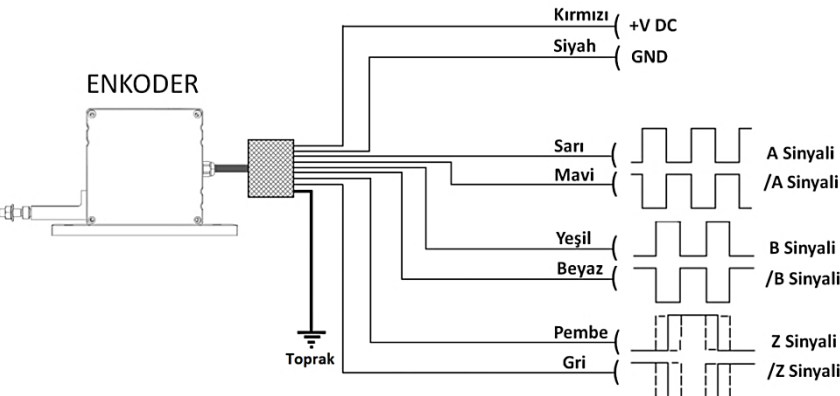 Kırmızı
+V DC
Siyah
GND
ENKODER
Sarı
A Sinyali
Mavi
/A Sinyali
Yeşil
B Sinyali
Beyaz
/B Sinyali
Pembe
Z Sinyali
Gri
/Z Sinyali
Toprak